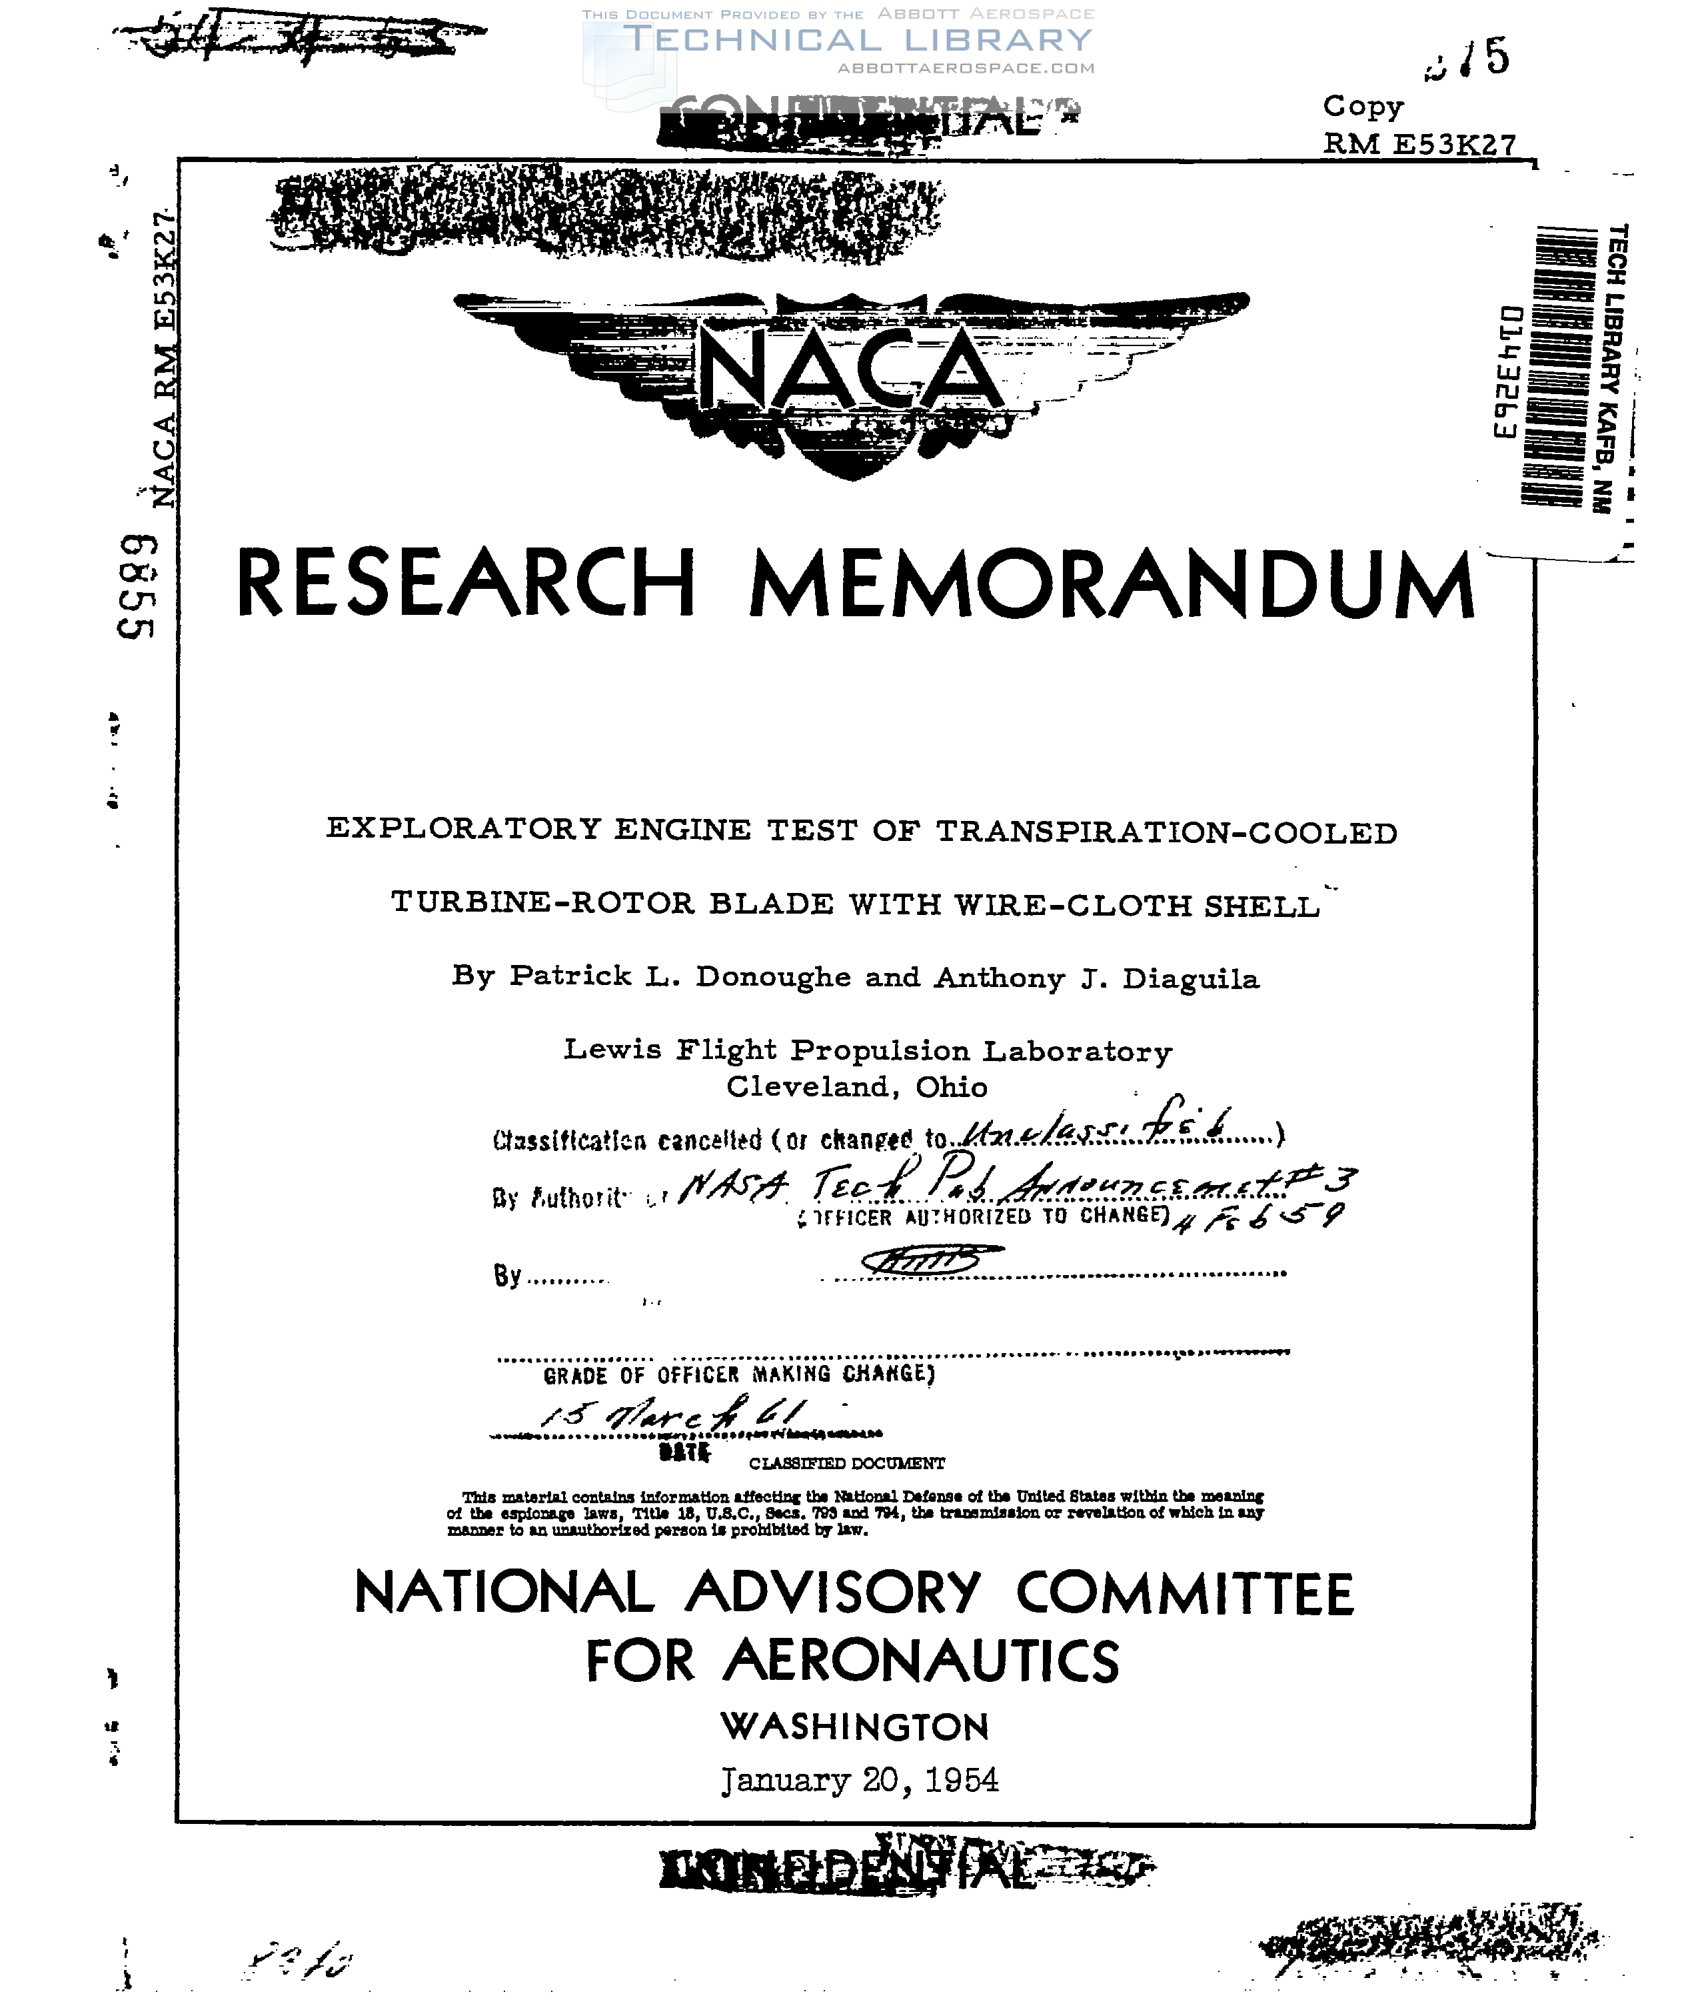 THIS DOCUMENT PROVIDED BY THE ABBOTT AEROSPACE
TECHNICAL LIBRARY
ABBOTTAEROSPACE.COM
CONFIDENTIAL
Copy
RM E53K27
NACA RM E53K27
6855
TECH LIBRARY KAFB, NM
0143263
NACA
RESEARCH MEMORANDUM
EXPLORATORY ENGINE TEST OF TRANSPIRATION-COOLED
TURBINE-ROTOR BLADE WITH WIRE-CLOTH SHELL
By Patrick L. Donoughe and Anthony J. Diaguila
Lewis Flight Propulsion Laboratory
Cleveland, Ohio
Classification cancelled (or changed to Unclassified)
By Authority of NASA Tech Pub Announcement #3
(OFFICER AUTHORIZED TO CHANGE) 4 Feb 59
By
GRADE OF OFFICER MAKING CHANGE)
15 March 61
DATE
CLASSIFIED DOCUMENT
This material contains information affecting the National Defense of the United States within the meaning
of the espionage laws, Title 18, U.S.C., Secs. 793 and 794, the transmission or revelation of which in any
manner to an unauthorized person is prohibited by law.
NATIONAL ADVISORY COMMITTEE
FOR AERONAUTICS
WASHINGTON
January 20, 1954
CONFIDENTIAL